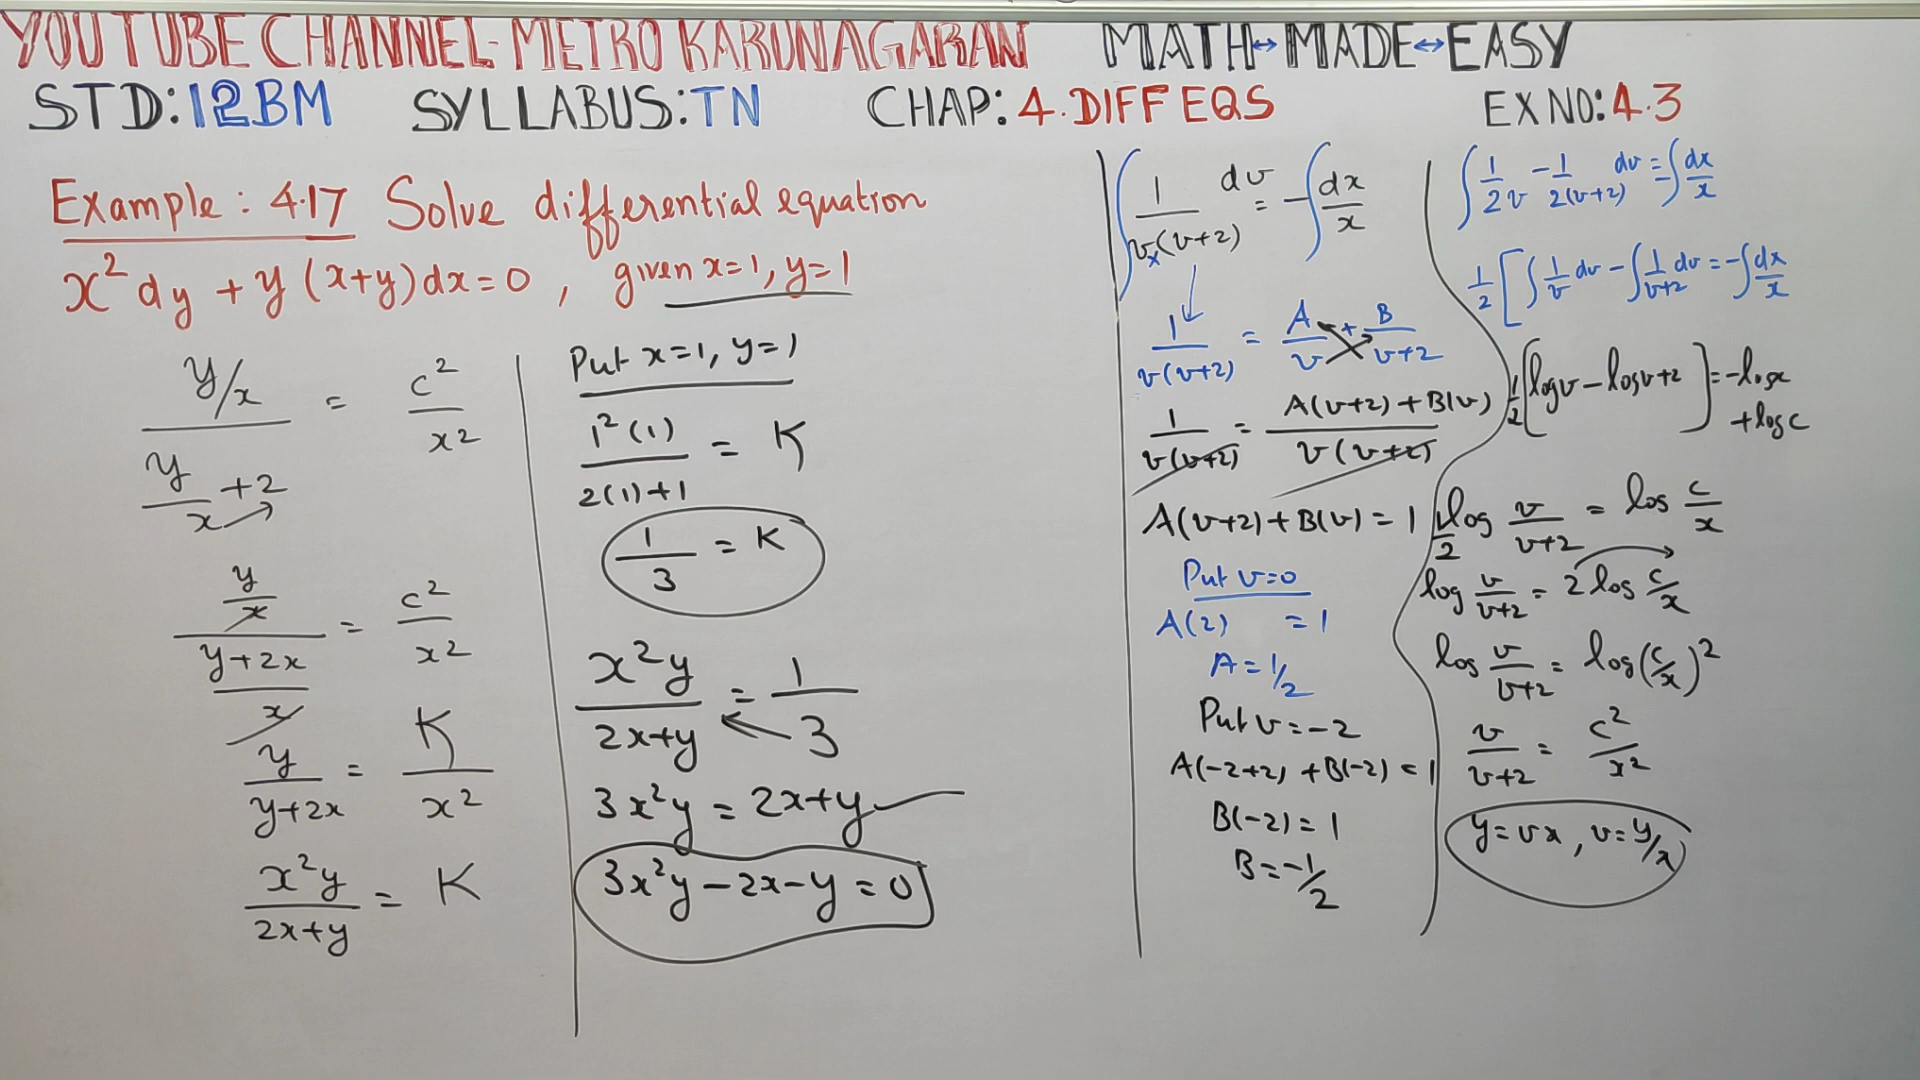 YOUTUBE CHANNEL-METRO KARUNAGARAN MATH↔MADE↔EASY
STD:12BM SYLLABUS:TN CHAP:4.DIFF EQS EX NO:4.3
Example: 4.17 Solve differential equation
x² dy + y (x+y)dx=0 , given x=1, y=1
y/x / (y/x +2) = c²/x²
y/x / ((y+2x)/x) = c²/x²
y/(y+2x) = K/x²
x²y/(2x+y) = K
Put x=1, y=1
1²(1)/(2(1)+1) = K
1/3 = K
x²y/(2x+y) = 1/3
3x²y = 2x+y
3x²y-2x-y=0
∫ 1/(v(v+2)) dv = -∫ dx/x
1/(v(v+2)) = A/v + B/(v+2)
1/(v(v+2)) = (A(v+2)+B(v))/(v(v+2))
A(v+2)+B(v)=1
Put v=0
A(2) =1
A=1/2
Put v=-2
A(-2+2)+B(-2)=1
B(-2)=1
B=-1/2
∫ 1/2v - 1/2(v+2) dv = -∫ dx/x
1/2 [∫ 1/v dv - ∫ 1/(v+2) dv = -∫ dx/x
1/2 [logv-logv+2] = -logx
+logc
1/2 log v/(v+2) = log c/x
log v/(v+2) = 2 log c/x
log v/(v+2) = log(c/x)²
v/(v+2) = c²/x²
y=vx, v=y/x